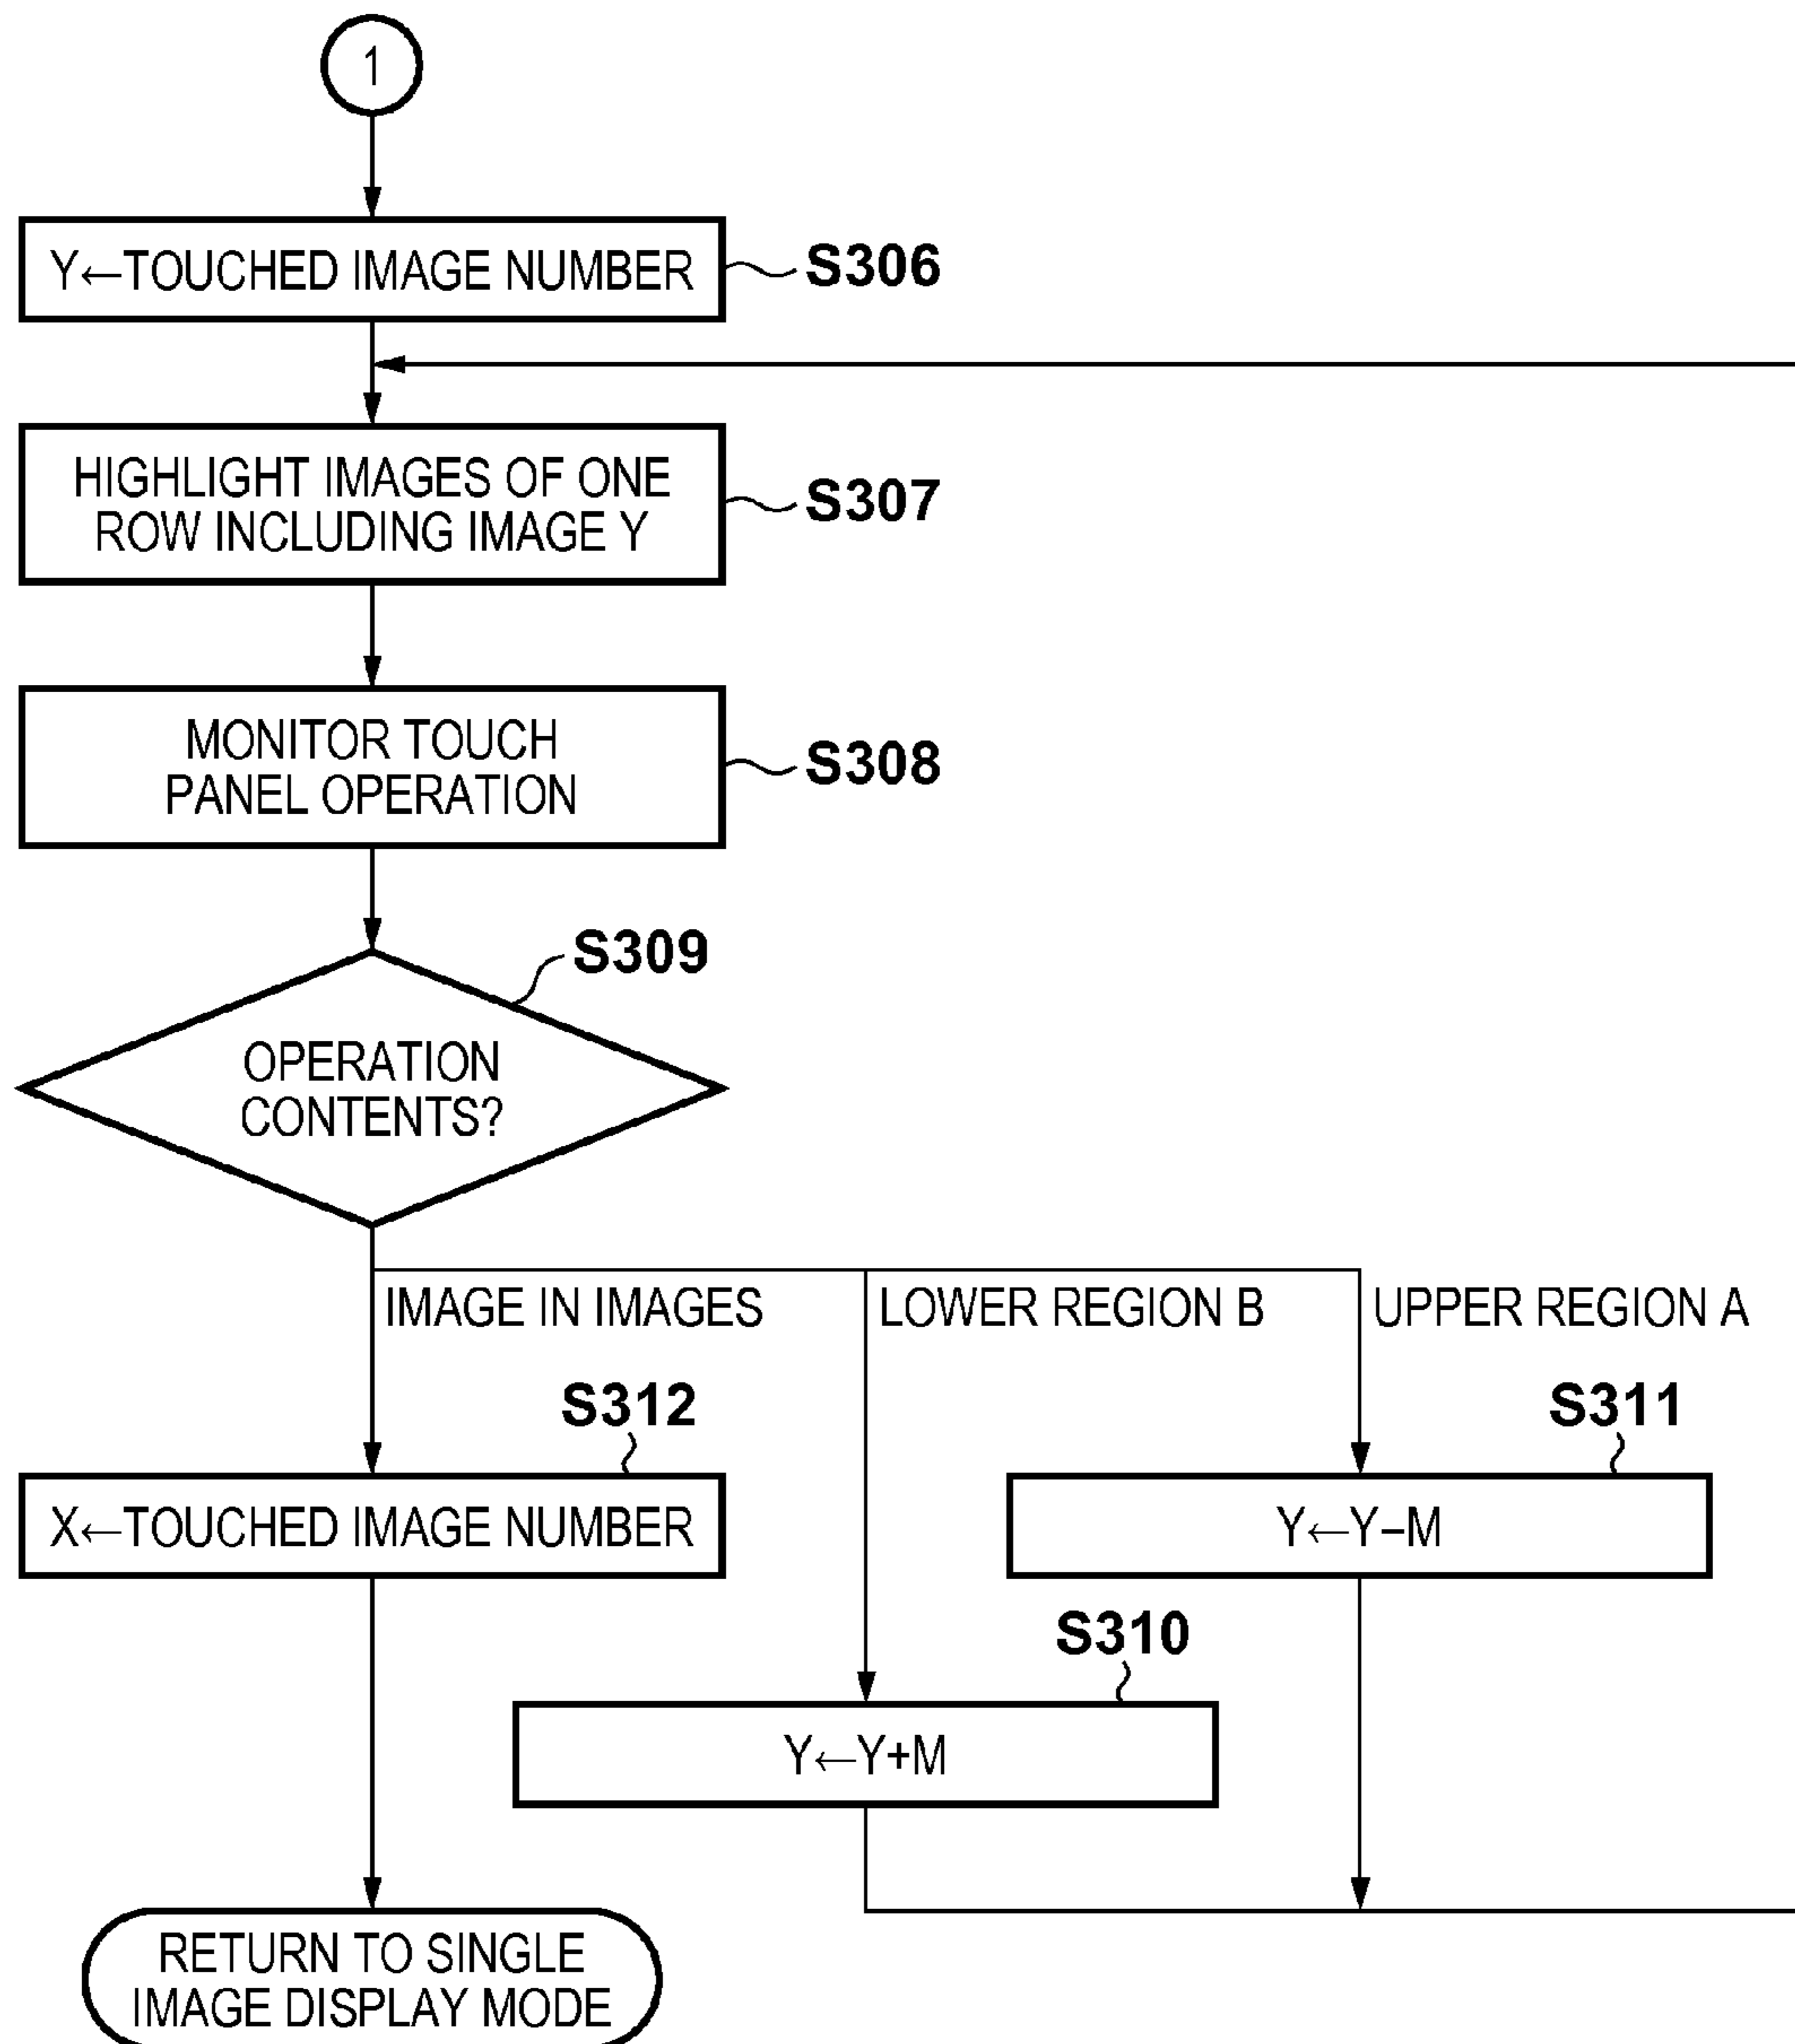 1
Y←TOUCHED IMAGE NUMBER
S306
HIGHLIGHT IMAGES OF ONE
ROW INCLUDING IMAGE Y
S307
MONITOR TOUCH
PANEL OPERATION
S308
S309
OPERATION
CONTENTS?
IMAGE IN IMAGES
LOWER REGION B
UPPER REGION A
S312
S311
X←TOUCHED IMAGE NUMBER
Y←Y−M
S310
Y←Y+M
RETURN TO SINGLE
IMAGE DISPLAY MODE